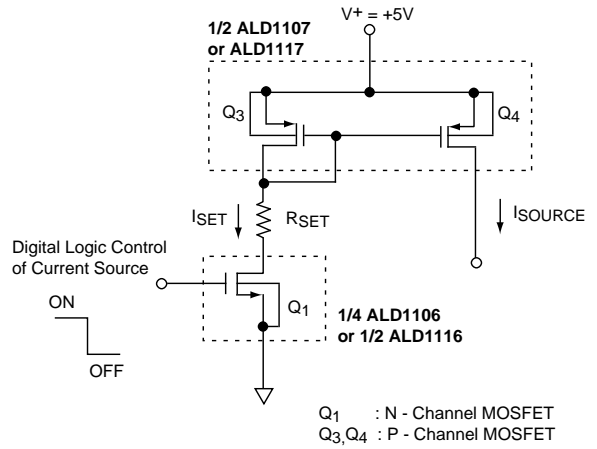 V+ = +5V
1/2 ALD1107
or ALD1117
Q3
Q4
ISET
RSET
ISOURCE
Digital Logic Control
of Current Source
ON
OFF
Q1
1/4 ALD1106
or 1/2 ALD1116
Q1 : N - Channel MOSFET
Q3,Q4 : P - Channel MOSFET